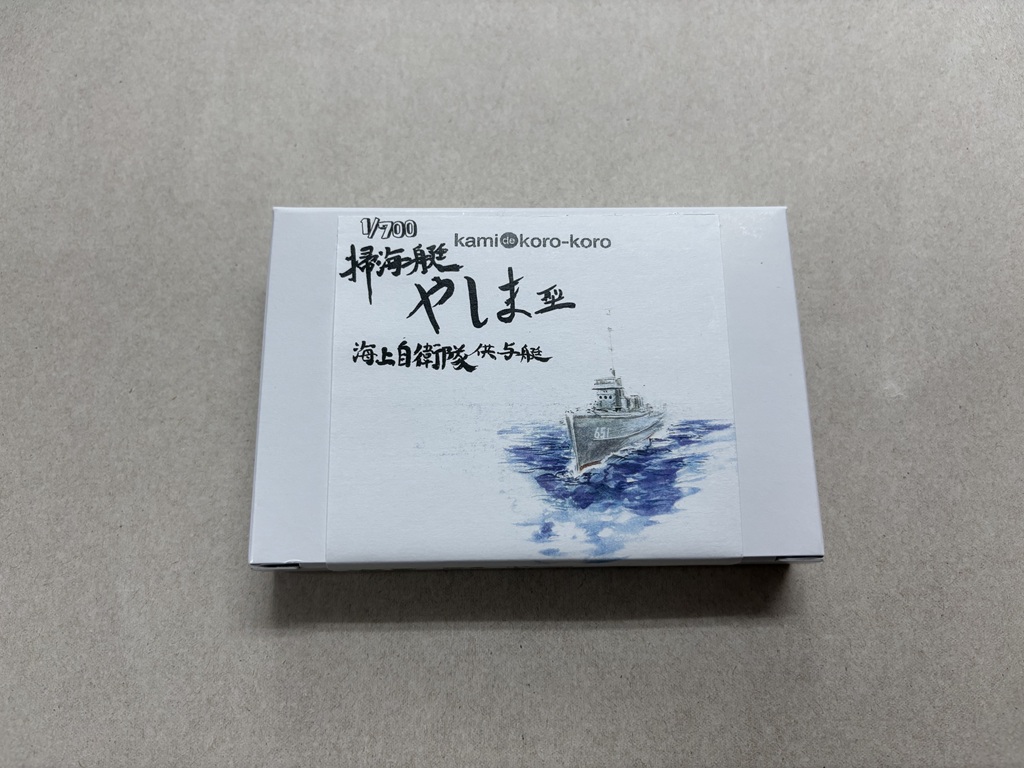 1/700
kami de koro-koro
掃海艇
やしま型
海上自衛隊供与艇
651